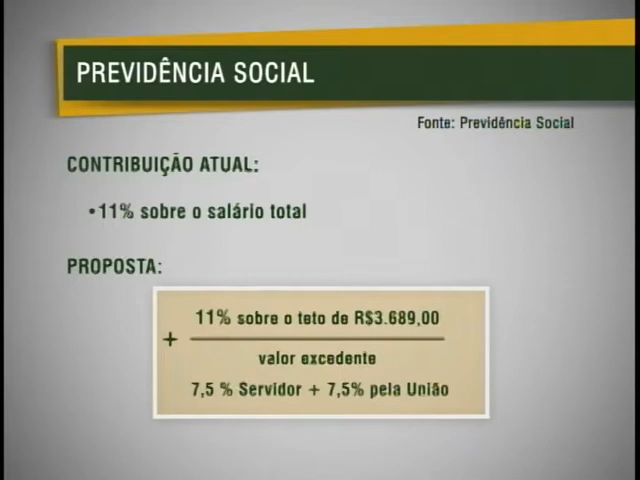 PREVIDÊNCIA SOCIAL
Fonte: Previdência Social
CONTRIBUIÇÃO ATUAL:
•11% sobre o salário total
PROPOSTA:
11% sobre o teto de R$3.689,00
+
valor excedente
7,5 % Servidor + 7,5% pela União